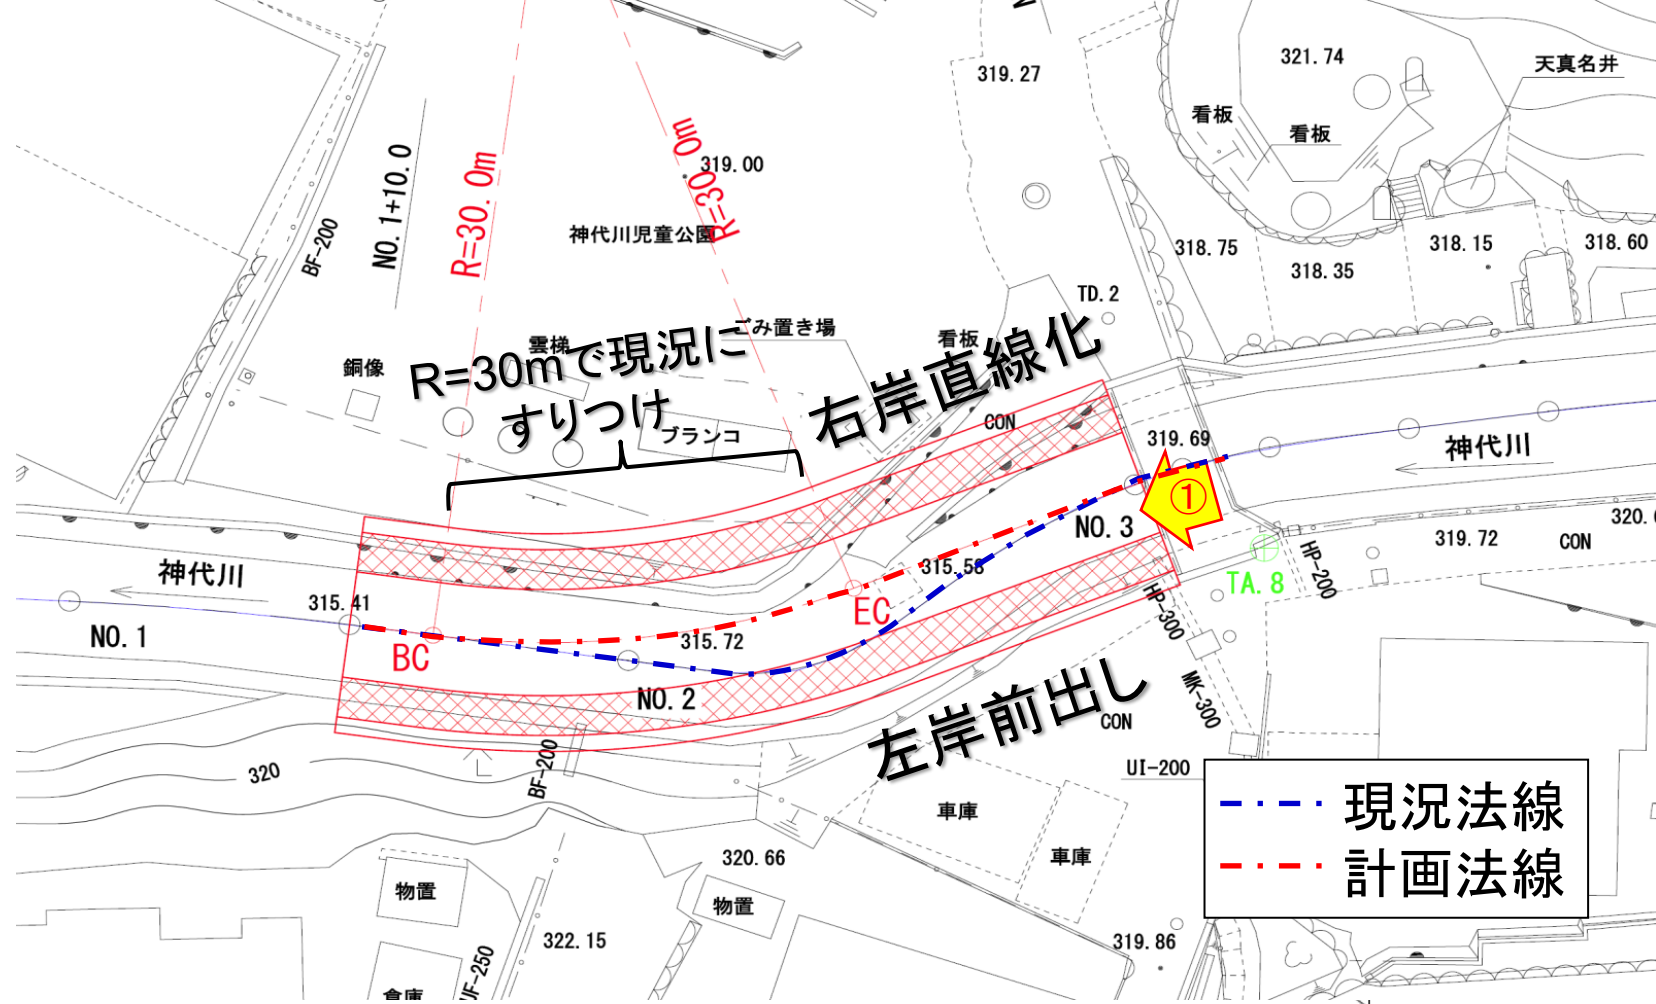 319.27
321.74
天真名井
看板
看板
NO.1+10.0
R=30.0m
R=30.0m
319.00
BF-200
神代川児童公園
318.75
318.35
318.15
318.60
TD.2
ごみ置き場
看板
雲梯
銅像
R=30mで現況に
すりつけ
ブランコ
右岸直線化
CON
319.69
神代川
①
NO.3
319.72
CON
神代川
315.41
NO.1
BC
315.72
EC
315.58
TA.8
HP-200
HP-300
MK-300
NO.2
左岸前出し
CON
UI-200
320
BF-200
車庫
車庫
現況法線
計画法線
320.66
物置
物置
322.15
319.86
倉庫
UF-250